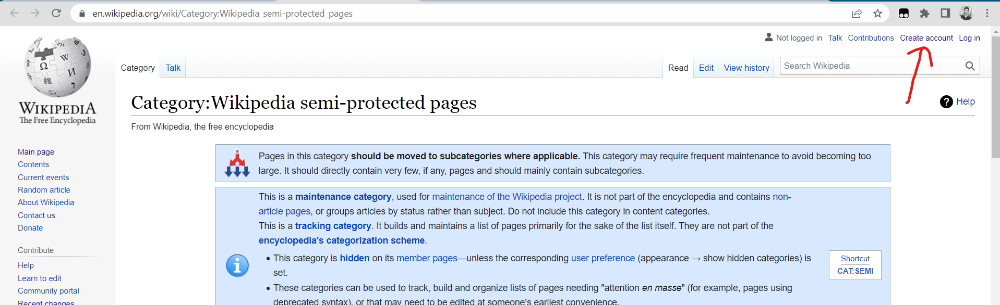 en.wikipedia.org/wiki/Category:Wikipedia_semi-protected_pages
Not logged in Talk Contributions Create account Log in
Category Talk Read Edit View history Search Wikipedia
WIKIPEDIA
The Free Encyclopedia
Category:Wikipedia semi-protected pages
? Help
From Wikipedia, the free encyclopedia
Main page
Contents
Current events
Random article
About Wikipedia
Contact us
Donate
Contribute
Help
Learn to edit
Community portal
Recent changes
Pages in this category should be moved to subcategories where applicable. This category may require frequent maintenance to avoid becoming too
large. It should directly contain very few, if any, pages and should mainly contain subcategories.
This is a maintenance category, used for maintenance of the Wikipedia project. It is not part of the encyclopedia and contains non-
article pages, or groups articles by status rather than subject. Do not include this category in content categories.
This is a tracking category. It builds and maintains a list of pages primarily for the sake of the list itself. They are not part of the
encyclopedia's categorization scheme.
• This category is hidden on its member pages—unless the corresponding user preference (appearance → show hidden categories) is
set.
• These categories can be used to track, build and organize lists of pages needing "attention en masse" (for example, pages using
deprecated syntax), or that may need to be edited at someone's earliest convenience.
Shortcut
CAT:SEMI